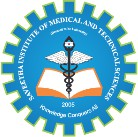 SAVEETHA INSTITUTE OF MEDICAL AND TECHNICAL SCIENCES
2005
Knowledge Conquers All